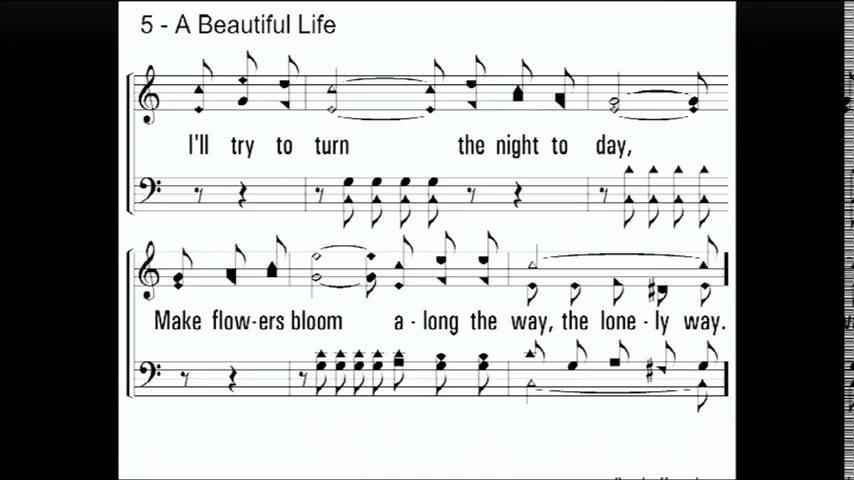 5 - A Beautiful Life
I'll try to turn the night to day,
Make flow-ers bloom a - long the way, the lone - ly way.